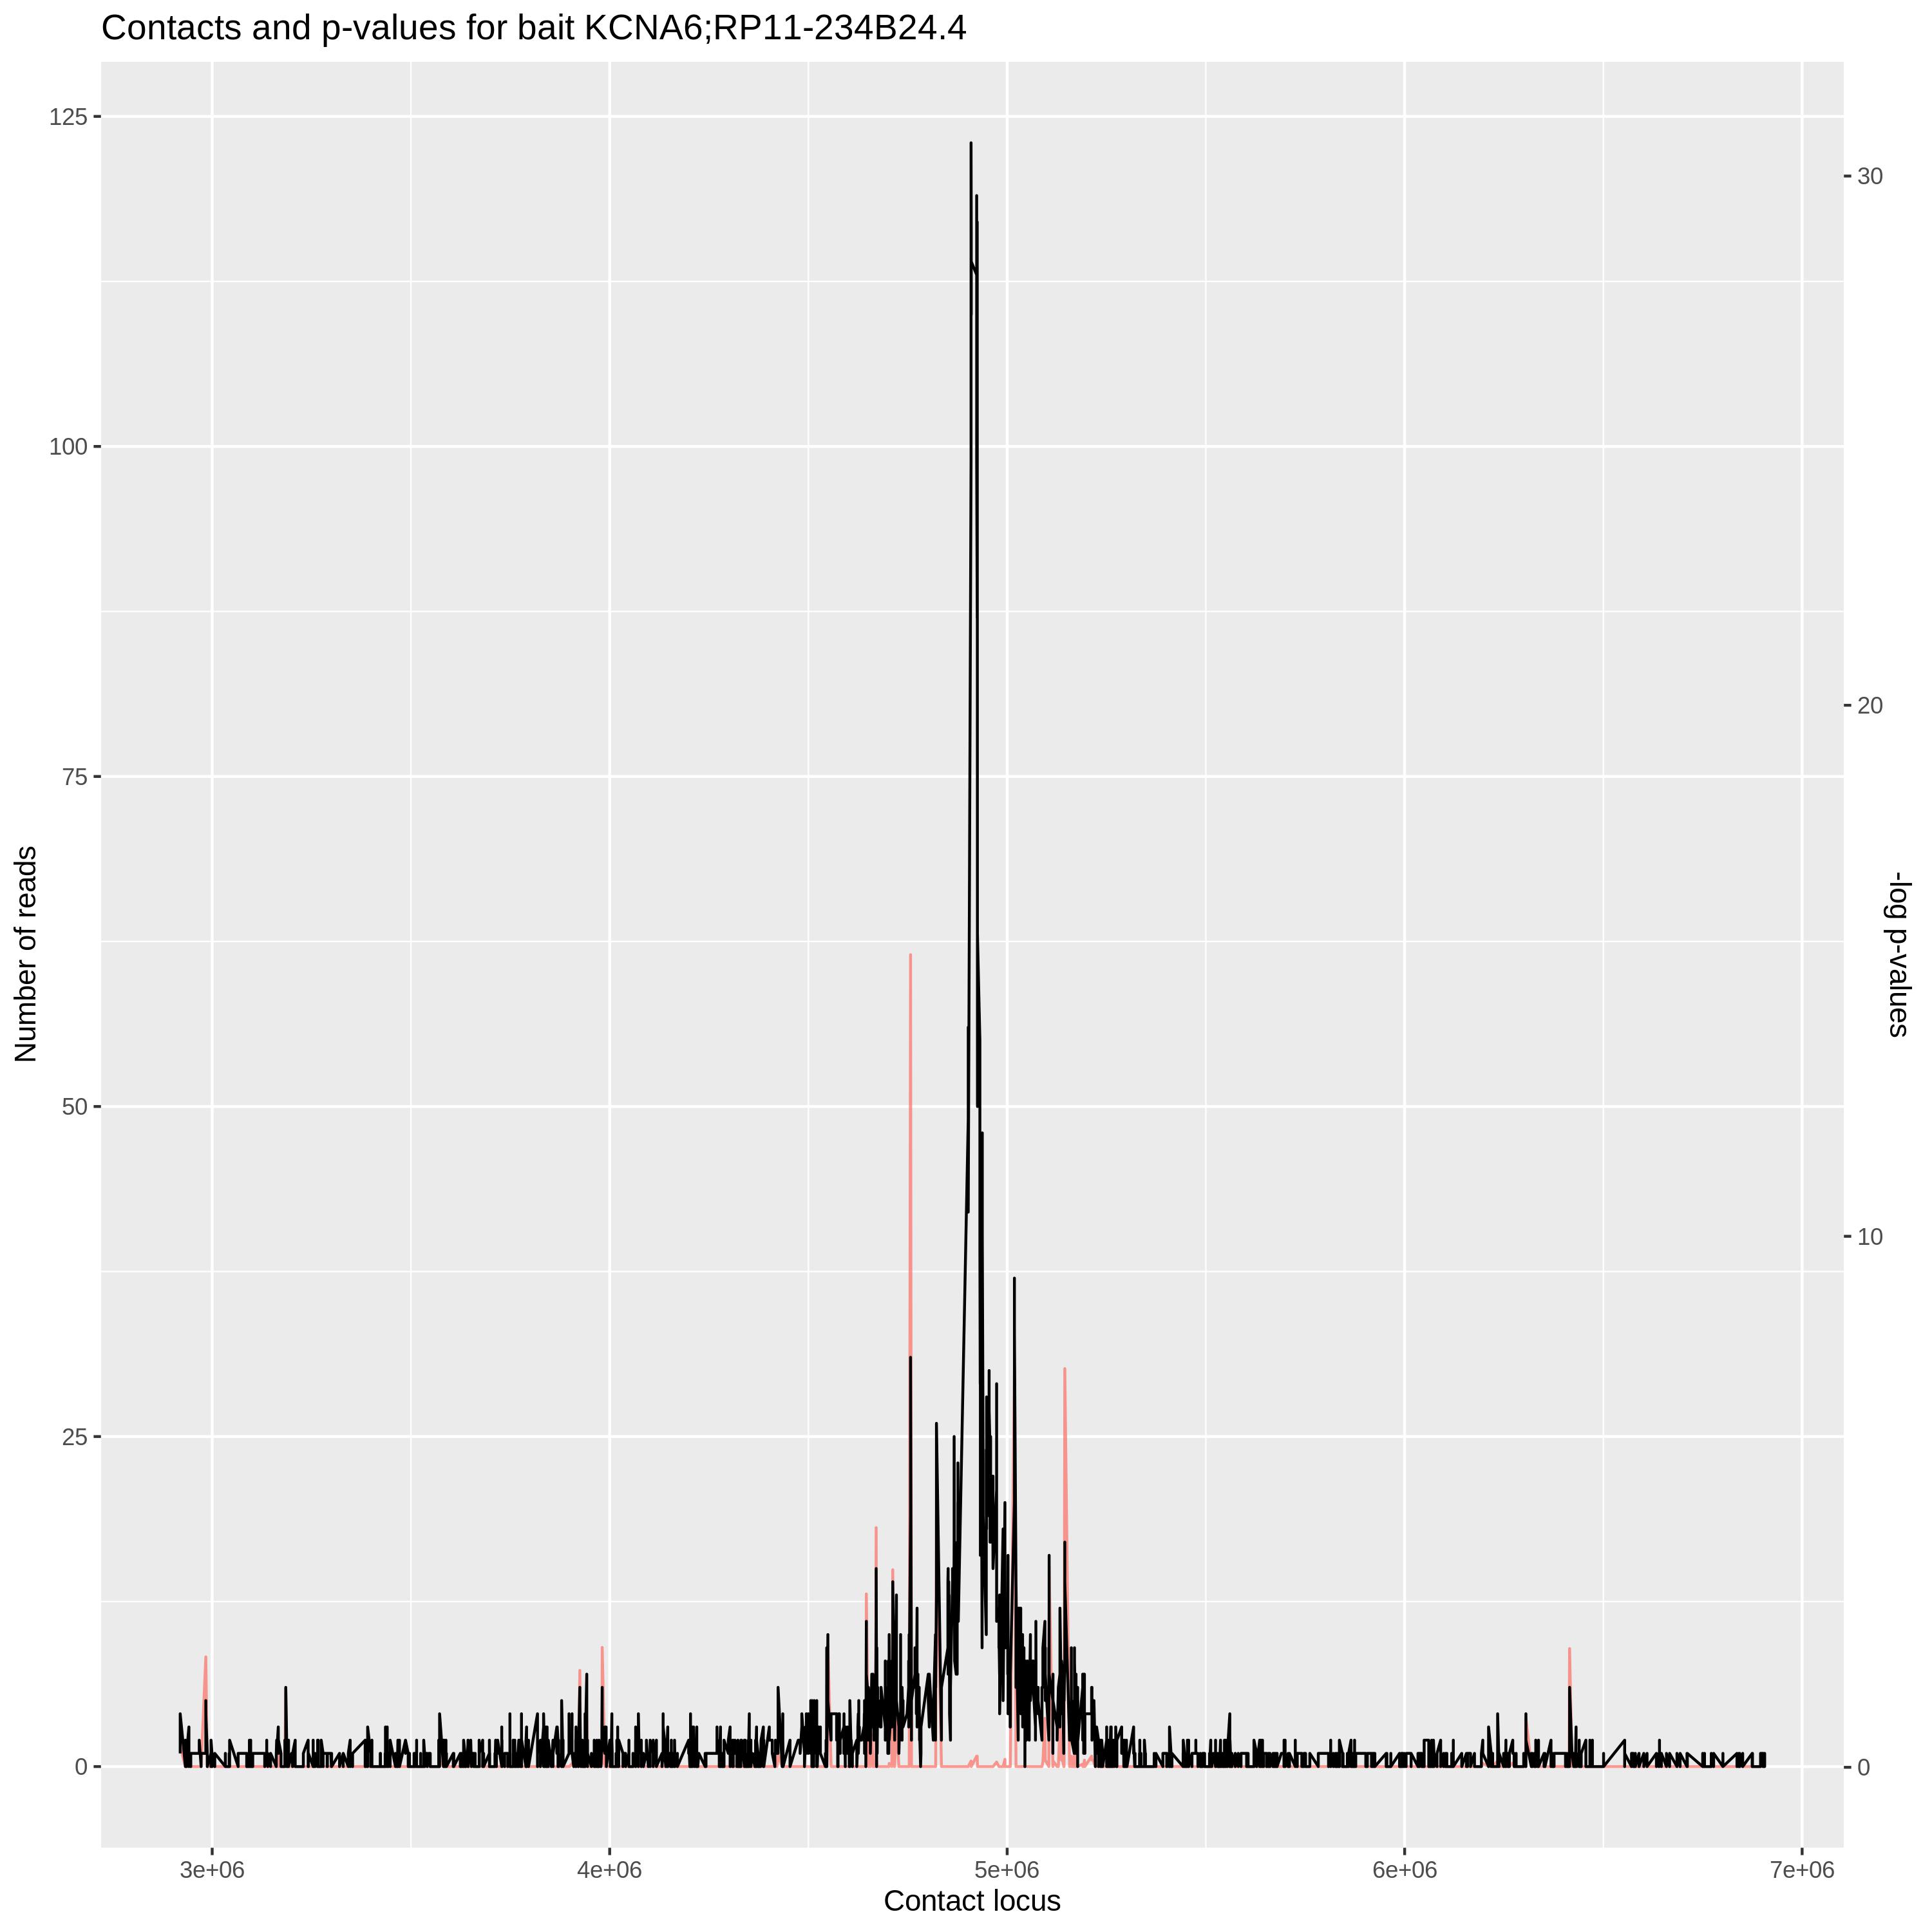 Contacts and p-values for bait KCNA6;RP11-234B24.4
125
100
75
50
25
0
Number of reads
30
20
10
0
-log p-values
3e+06
4e+06
5e+06
6e+06
7e+06
Contact locus